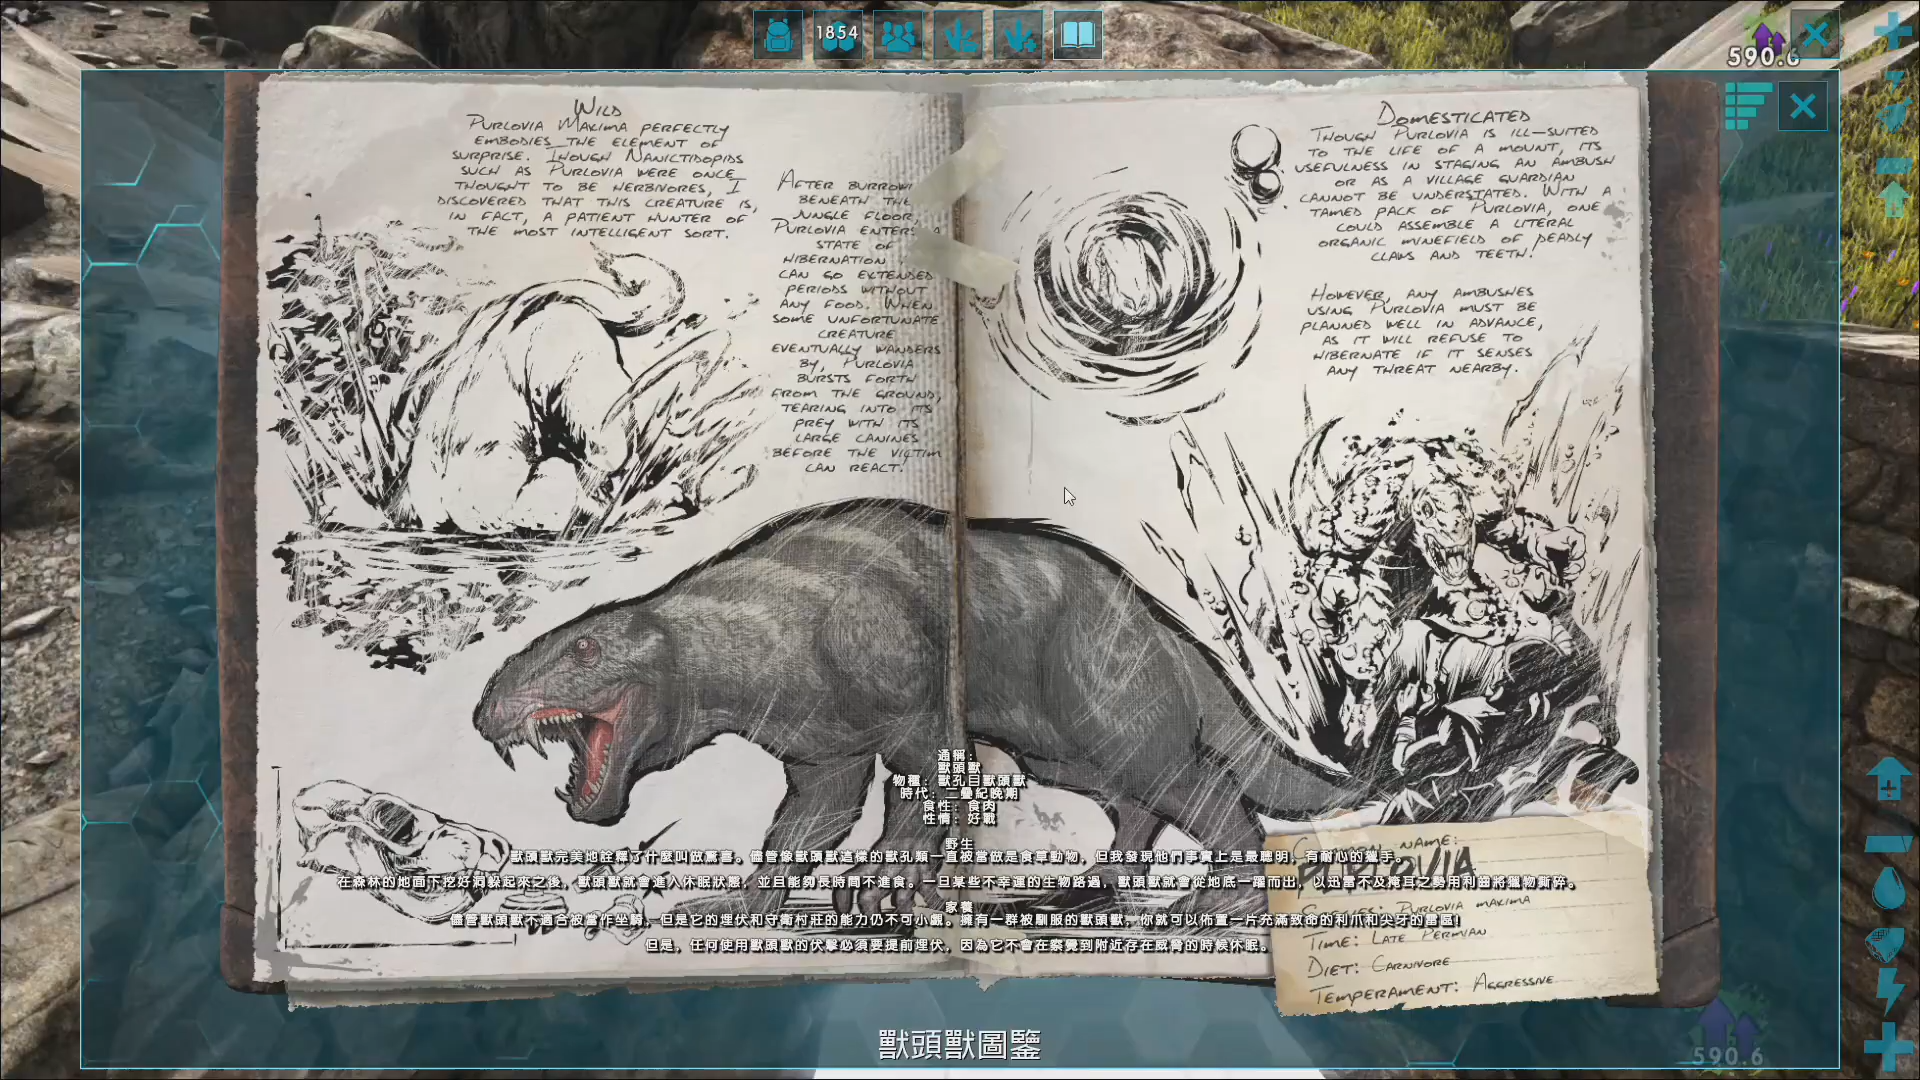 1854
590.6
Wild
Purlovia Maxima perfectly
embodies the element of
surprise. Though Nanictidopids
such as Purlovia were once
thought to be herbivores, I
discovered that this creature is,
in fact, a patient hunter of
the most intelligent sort.
After burrowi
beneath the
jungle floor,
Purlovia enters a
state of
hibernation
can go extended
periods without
any food. When
some unfortunate
creature
eventually wanders
by, Purlovia
bursts forth
from the ground,
tearing into its
prey with its
large canines
before the victim
can react.
Domesticated
Though Purlovia is ill-suited
to the life of a mount, its
usefulness in staging an ambush
or as a village guardian
cannot be understated. With a
tamed pack of Purlovia, one
could assemble a literal
organic minefield of deadly
claws and teeth.
However, any ambushes
using Purlovia must be
planned well in advance,
as it will refuse to
hibernate if it senses
any threat nearby.
通稱:
獸頭獸
物種: 獸孔目獸頭獸
時代: 二疊紀晚期
食性: 食肉
性情: 好戰
野生
獸頭獸完美地詮釋了什麼叫做驚喜。儘管像獸頭獸這樣的獸孔類一直被當做是食草動物，但我發現他們事實上是最聰明，有耐心的獵手。
在森林的地面下挖好洞躲起來之後，獸頭獸就會進入休眠狀態，並且能夠長時間不進食。一旦某些不幸運的生物路過，獸頭獸就會從地底一躍而出，以迅雷不及掩耳之勢用利齒將獵物撕碎。
家養
儘管獸頭獸不適合被當作坐騎，但是它的埋伏和守衛村莊的能力仍不可小覷。擁有一群被馴服的獸頭獸，你就可以佈置一片充滿致命的利爪和尖牙的雷區!
但是，任何使用獸頭獸的伏擊必須要提前埋伏，因為它不會在察覺到附近存在威脅的時候休眠。
Name:
Purlovia Maxima
Time: Late Permian
Diet: Carnivore
Temperament: Aggressive
獸頭獸圖鑒
590.6